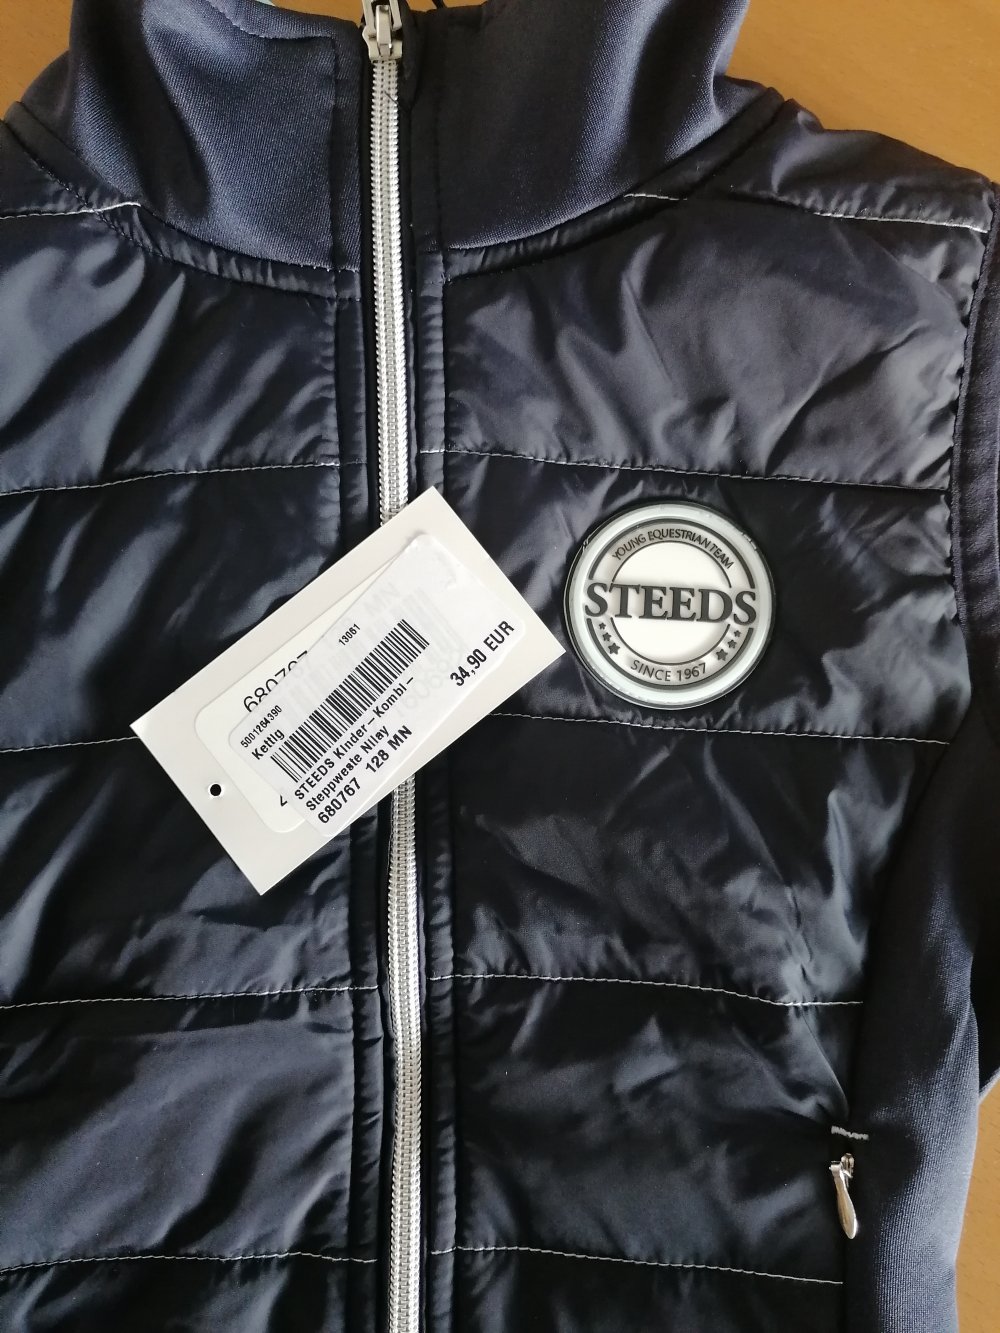 YOUNG EQUESTRIAN TEAM
STEEDS
SINCE 1967
13061
5001264390
Kettig
STEEDS Kinder-Kombi-
Steppweste Nilay
680767 128 MN
34,90 EUR